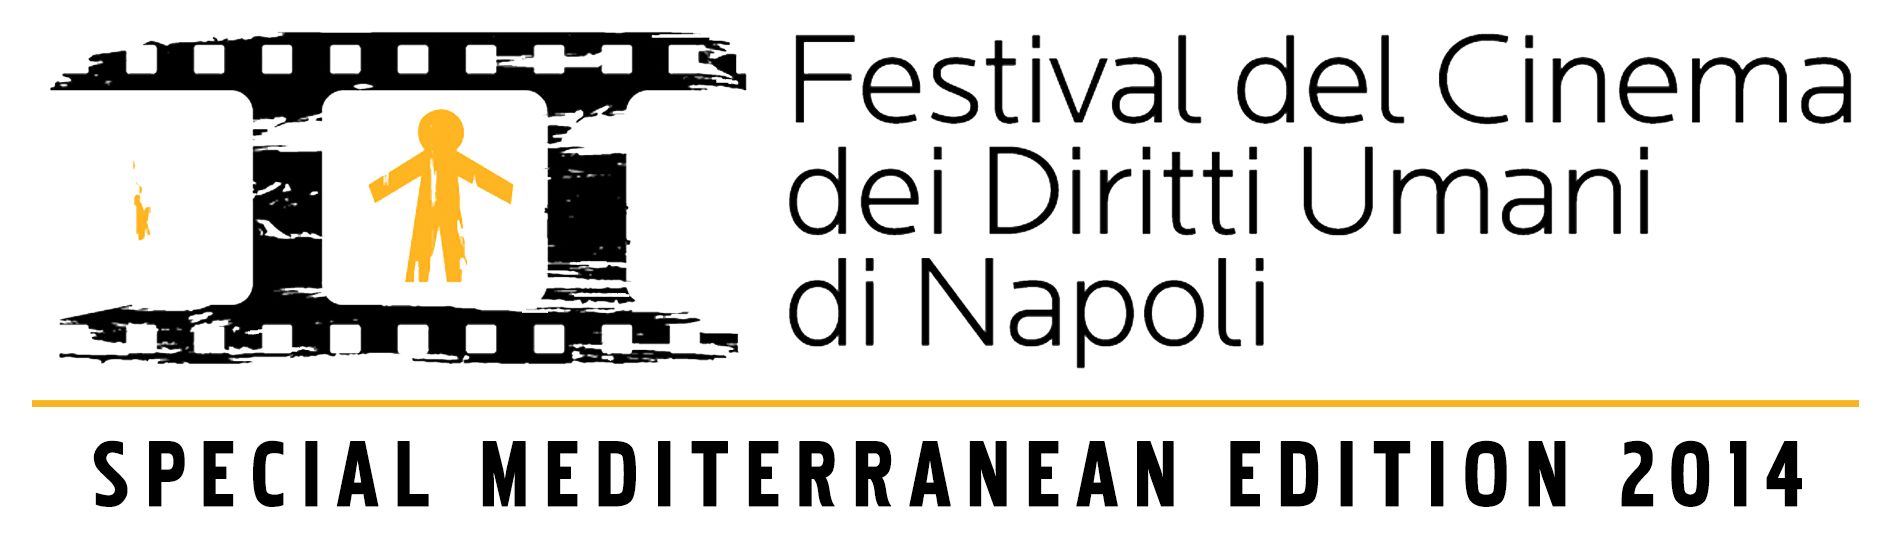 Festival del Cinema
dei Diritti Umani
di Napoli
SPECIAL MEDITERRANEAN EDITION 2014